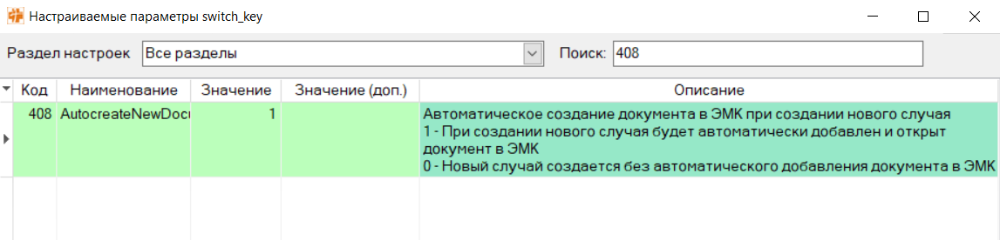 Настраиваемые параметры switch_key
Раздел настроек Все разделы Поиск: 408
Код Наименование Значение Значение (доп.) Описание
408 AutocreateNewDocu 1 Автоматическое создание документа в ЭМК при создании нового случая
1 - При создании нового случая будет автоматически добавлен и открыт
документ в ЭМК
0 - Новый случай создается без автоматического добавления документа в ЭМК